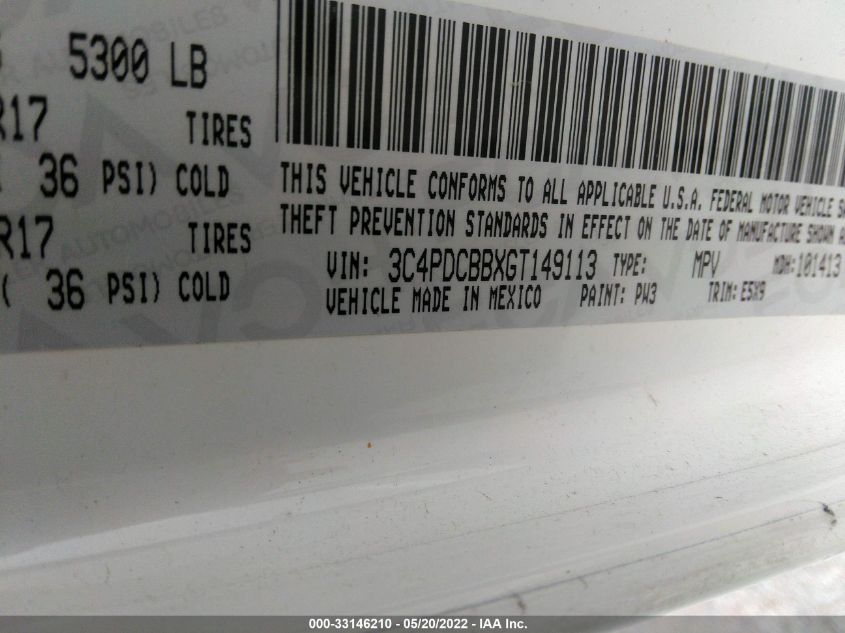 5300 LB
R17 TIRES
36 PSI) COLD
R17 TIRES
( 36 PSI) COLD
THIS VEHICLE CONFORMS TO ALL APPLICABLE U.S.A. FEDERAL MOTOR VEHICLE
THEFT PREVENTION STANDARDS IN EFFECT ON THE DATE OF MANUFACTURE SHOWN
VIN: 3C4PDCBBXGT149113 TYPE: MPV MDH: 101413
VEHICLE MADE IN MEXICO PAINT: PW3 TRIM: E5X9
000-33146210 - 05/20/2022 - IAA Inc.